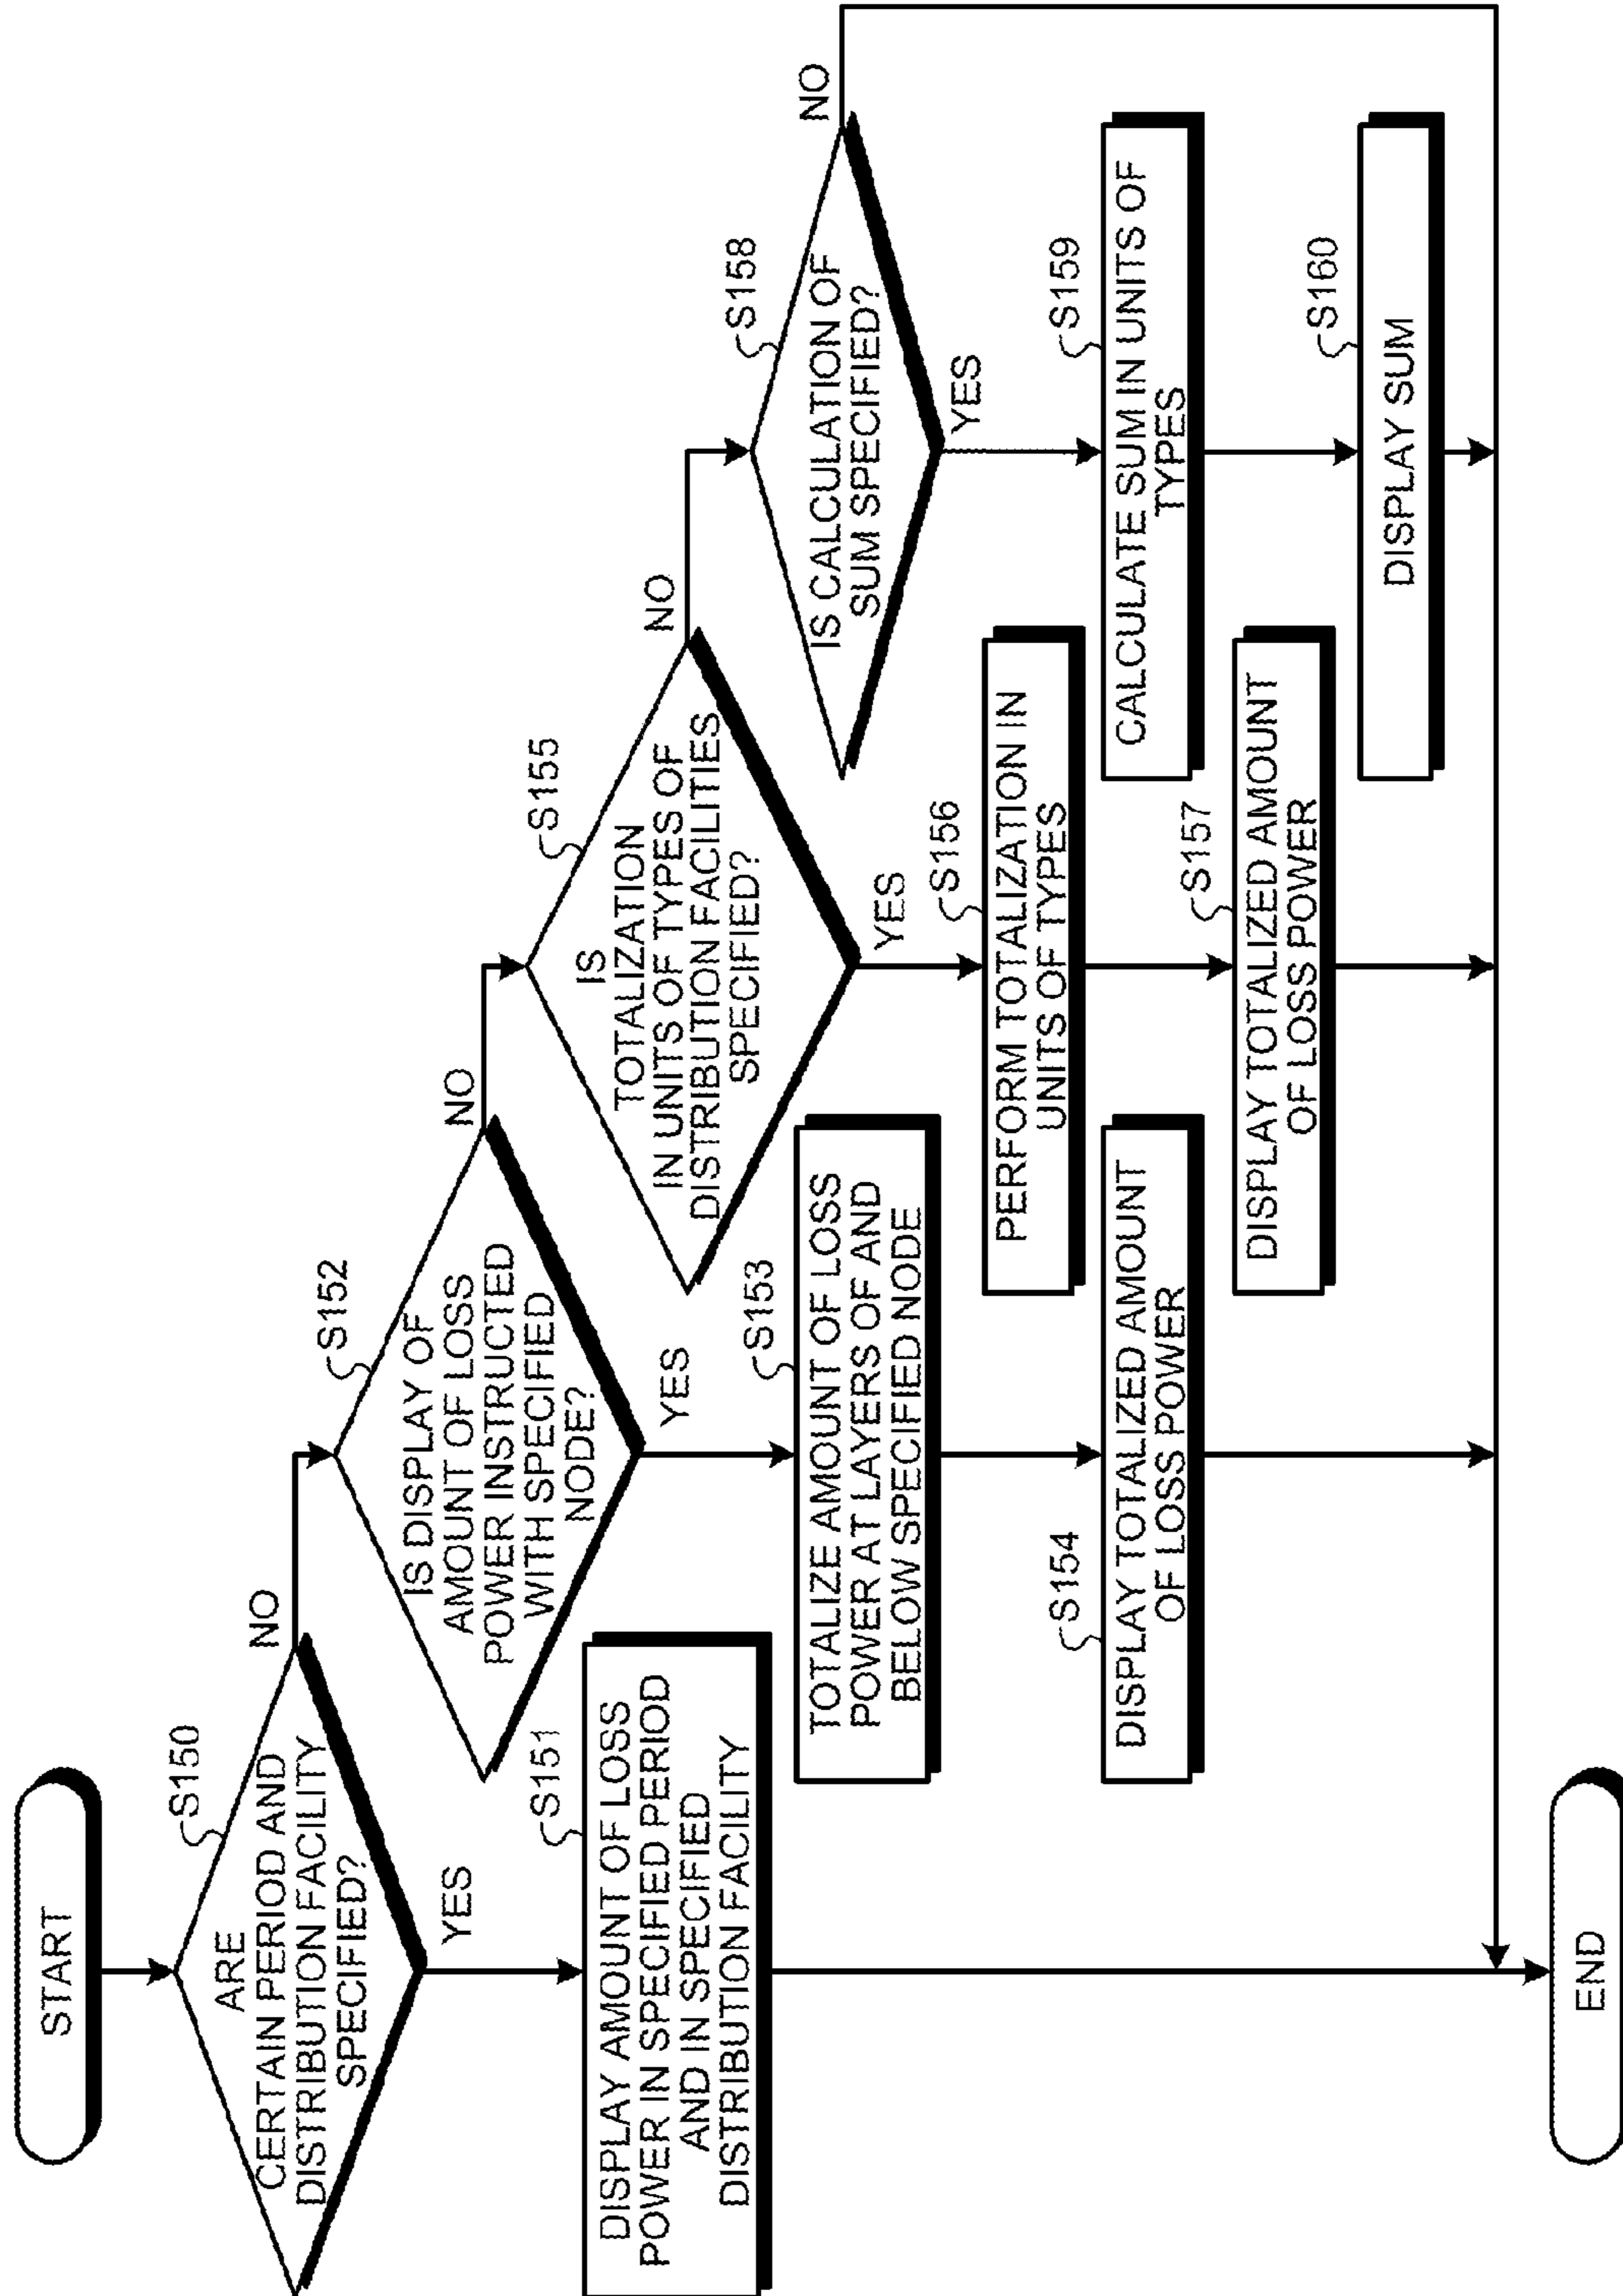 START
S150
ARE
CERTAIN PERIOD AND
DISTRIBUTION FACILITY
SPECIFIED?
NO
YES
S151
DISPLAY AMOUNT OF LOSS
POWER IN SPECIFIED PERIOD
AND IN SPECIFIED
DISTRIBUTION FACILITY
S152
IS DISPLAY OF
AMOUNT OF LOSS
POWER INSTRUCTED
WITH SPECIFIED
NODE?
NO
YES
S153
TOTALIZE AMOUNT OF LOSS
POWER AT LAYERS OF AND
BELOW SPECIFIED NODE
S154
DISPLAY TOTALIZED AMOUNT
OF LOSS POWER
S155
IS
TOTALIZATION
IN UNITS OF TYPES OF
DISTRIBUTION FACILITIES
SPECIFIED?
NO
YES
S156
PERFORM TOTALIZATION IN
UNITS OF TYPES
S157
DISPLAY TOTALIZED AMOUNT
OF LOSS POWER
S158
IS CALCULATION OF
SUM SPECIFIED?
NO
YES
S159
CALCULATE SUM IN UNITS OF
TYPES
S160
DISPLAY SUM
END